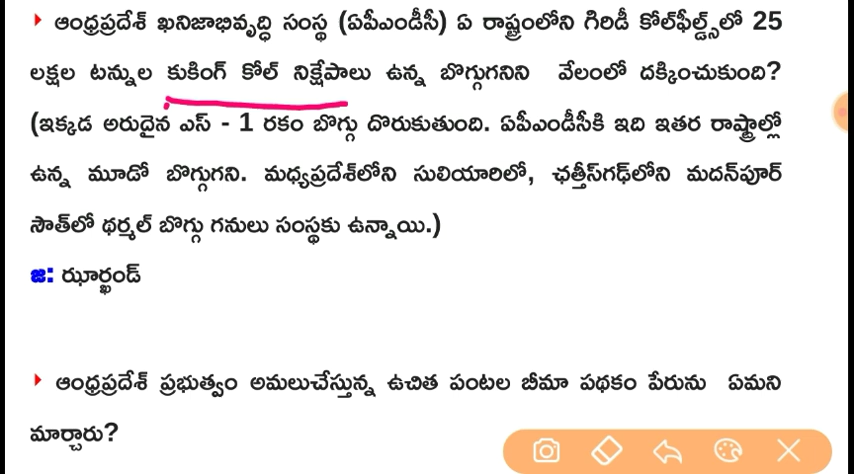 ఆంధ్రప్రదేశ్ ఖనిజాభివృద్ధి సంస్థ (ఏపీఎండీసీ) ఏ రాష్ట్రంలోని గిరిడీ కోల్‌ఫీల్డ్స్‌లో 25
లక్షల టన్నుల కుకింగ్ కోల్ నిక్షేపాలు ఉన్న బొగ్గుగనిని వేలంలో దక్కించుకుంది?
(ఇక్కడ అరుదైన ఎస్ - 1 రకం బొగ్గు దొరుకుతుంది. ఏపీఎండీసీకి ఇది ఇతర రాష్ట్రాల్లో
ఉన్న మూడో బొగ్గుగని. మధ్యప్రదేశ్‌లోని సులియారిలో, ఛత్తీస్‌గఢ్‌లోని మదన్‌పూర్
సౌత్‌లో థర్మల్ బొగ్గు గనులు సంస్థకు ఉన్నాయి.)
జ: ఝార్ఖండ్
ఆంధ్రప్రదేశ్ ప్రభుత్వం అమలుచేస్తున్న ఉచిత పంటల బీమా పథకం పేరును ఏమని
మార్చారు?